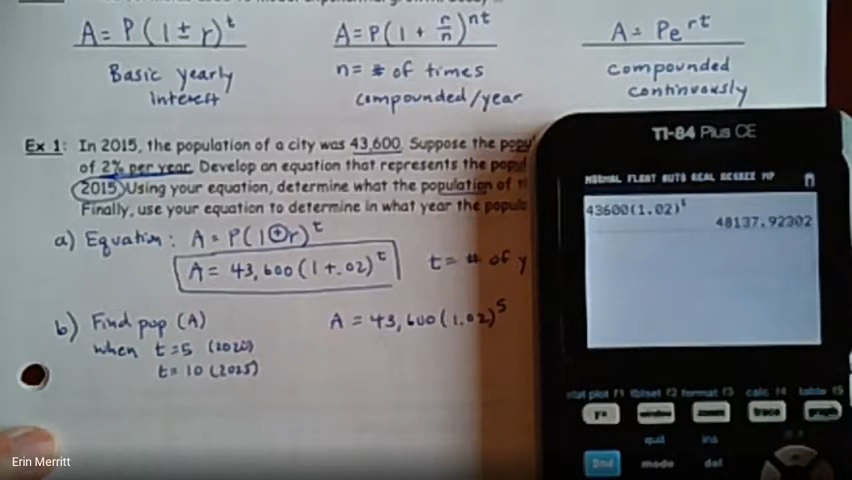 A = P(1 ± r)^t
Basic yearly
interest
A = P(1 + r/n)^nt
n = # of times
compounded/year
A = Pe^rt
compounded
continuously
Ex 1: In 2015, the population of a city was 43,600. Suppose the
of 2% per year. Develop an equation that represents the
2015. Using your equation, determine what the population of
Finally, use your equation to determine in what year the
a) Equation: A = P(1 + r)^t
A = 43,600(1+.02)^t
t = # of y
b) Find pop (A)
when t = 5 (2020)
t = 10 (2025)
A = 43,600(1.02)^5
TI-84 Plus CE
NORMAL FLOAT AUTO REAL DEGREE MP
43600(1.02)^5
48137.92302
stat plot f1 tblset f2 format f3 calc f4 table f5
y= window zoom trace graph
quit ins
2nd mode del
Erin Merritt